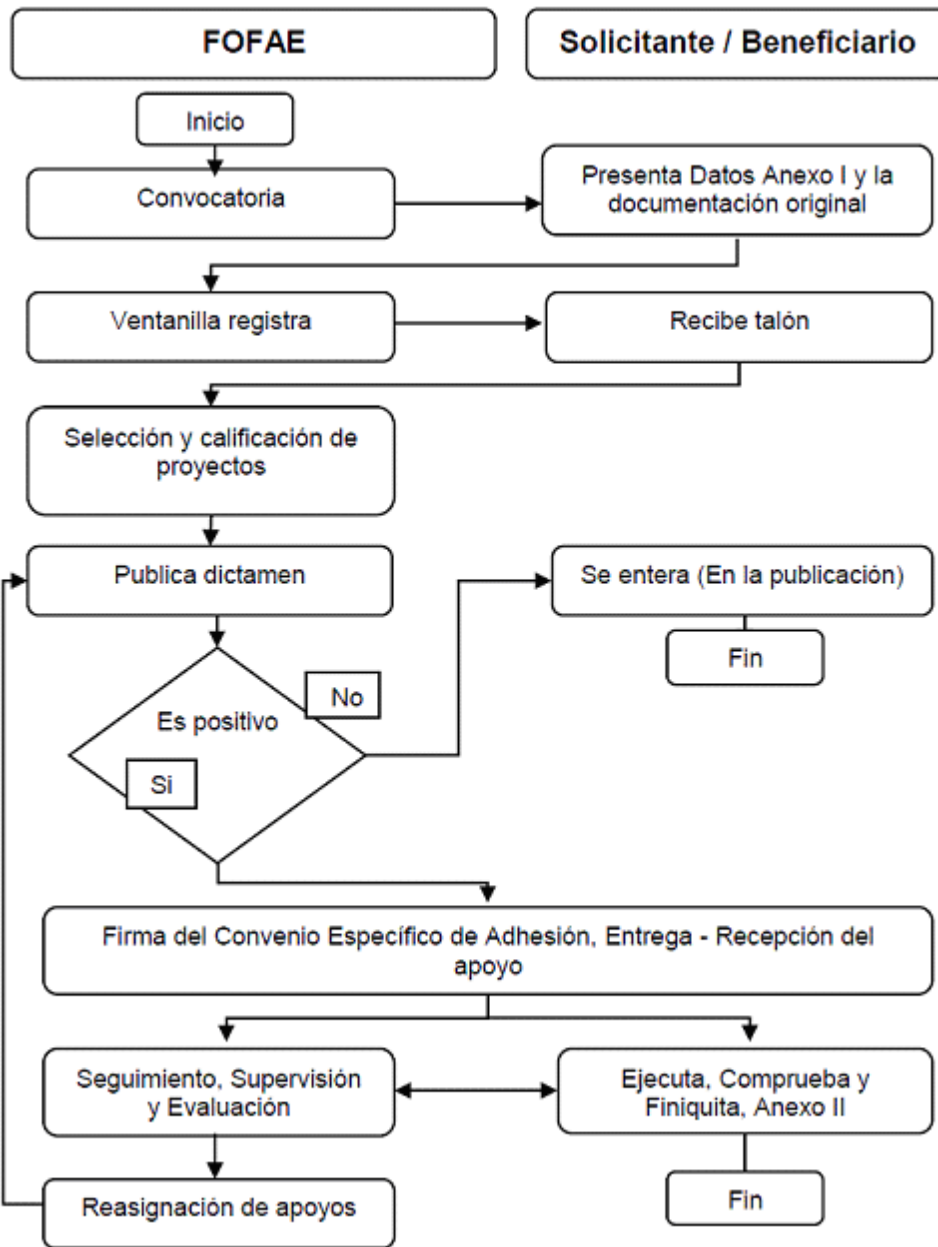 FOFAE
Solicitante / Beneficiario
Inicio
Convocatoria
Presenta Datos Anexo I y la
documentación original
Ventanilla registra
Recibe talón
Selección y calificación de
proyectos
Publica dictamen
Se entera (En la publicación)
Fin
No
Es positivo
Si
Firma del Convenio Específico de Adhesión, Entrega - Recepción del
apoyo
Seguimiento, Supervisión
y Evaluación
Ejecuta, Comprueba y
Finiquita, Anexo II
Reasignación de apoyos
Fin